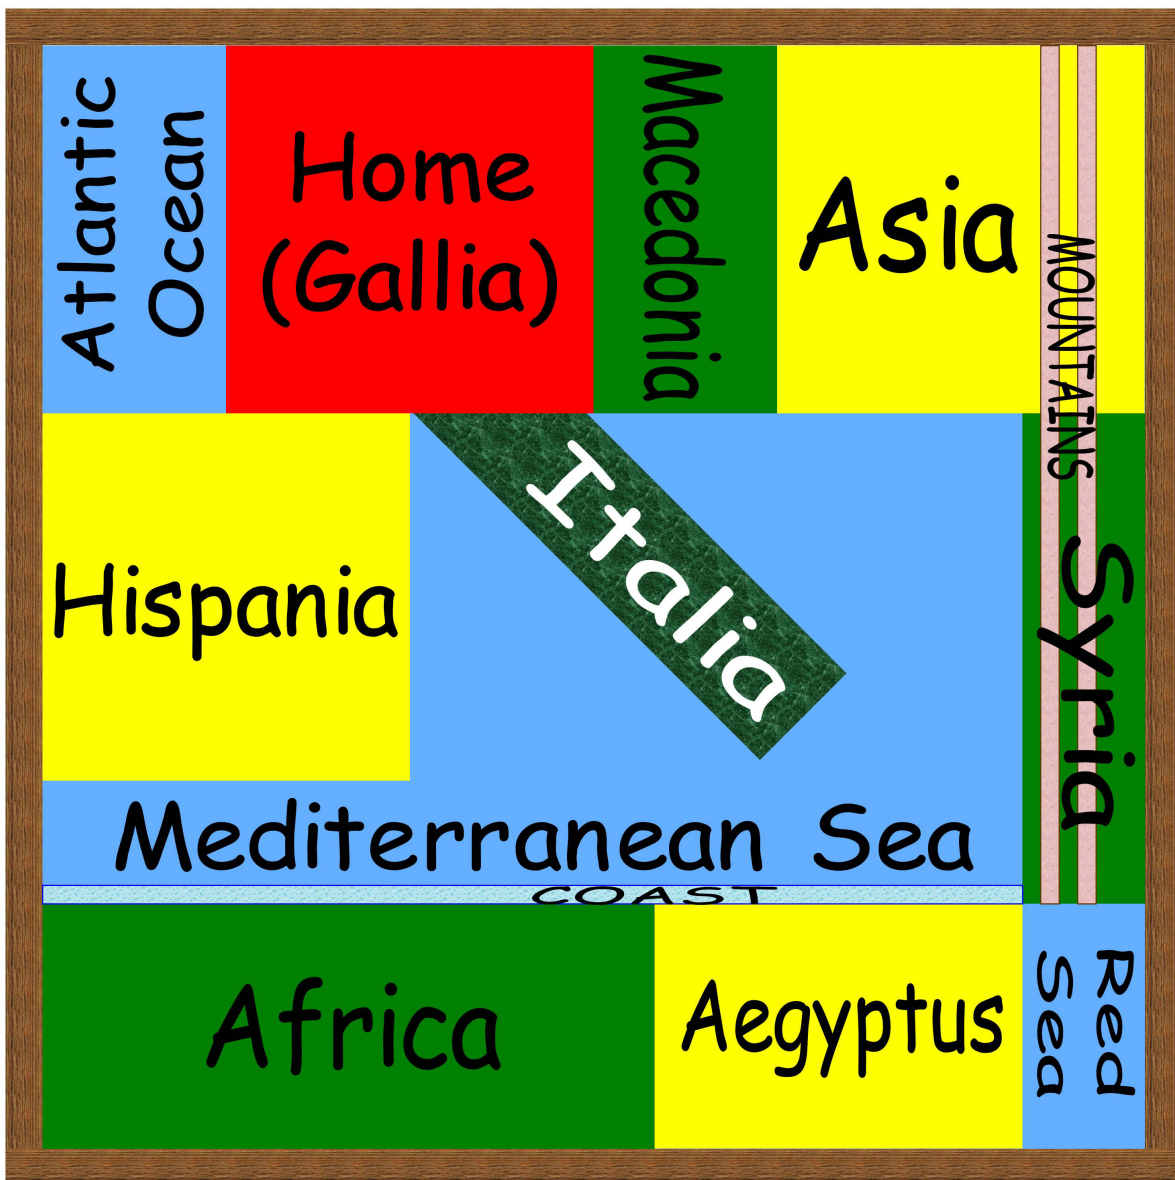 Atlantic
Ocean
Home
(Gallia)
Macedonia
Asia
MOUNTAINS
Hispania
Italia
Syria
Mediterranean Sea
COAST
Africa
Aegyptus
Red
Sea